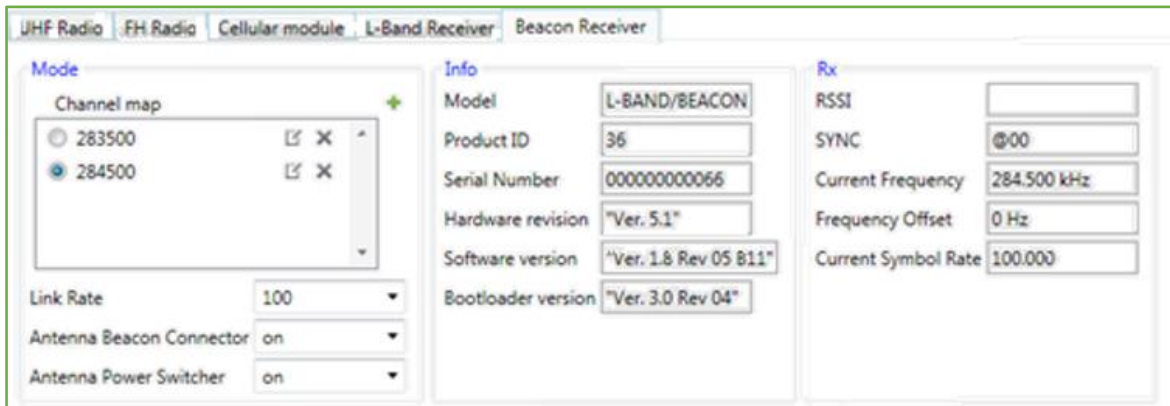 UHF Radio FH Radio Cellular module L-Band Receiver Beacon Receiver
Mode
Channel map
283500
284500
Link Rate 100
Antenna Beacon Connector on
Antenna Power Switcher on
Info
Model L-BAND/BEACON
Product ID 36
Serial Number 000000000066
Hardware revision "Ver. 5.1"
Software version "Ver. 1.8 Rev 05 B11"
Bootloader version "Ver. 3.0 Rev 04"
Rx
RSSI
SYNC @00
Current Frequency 284.500 kHz
Frequency Offset 0 Hz
Current Symbol Rate 100.000